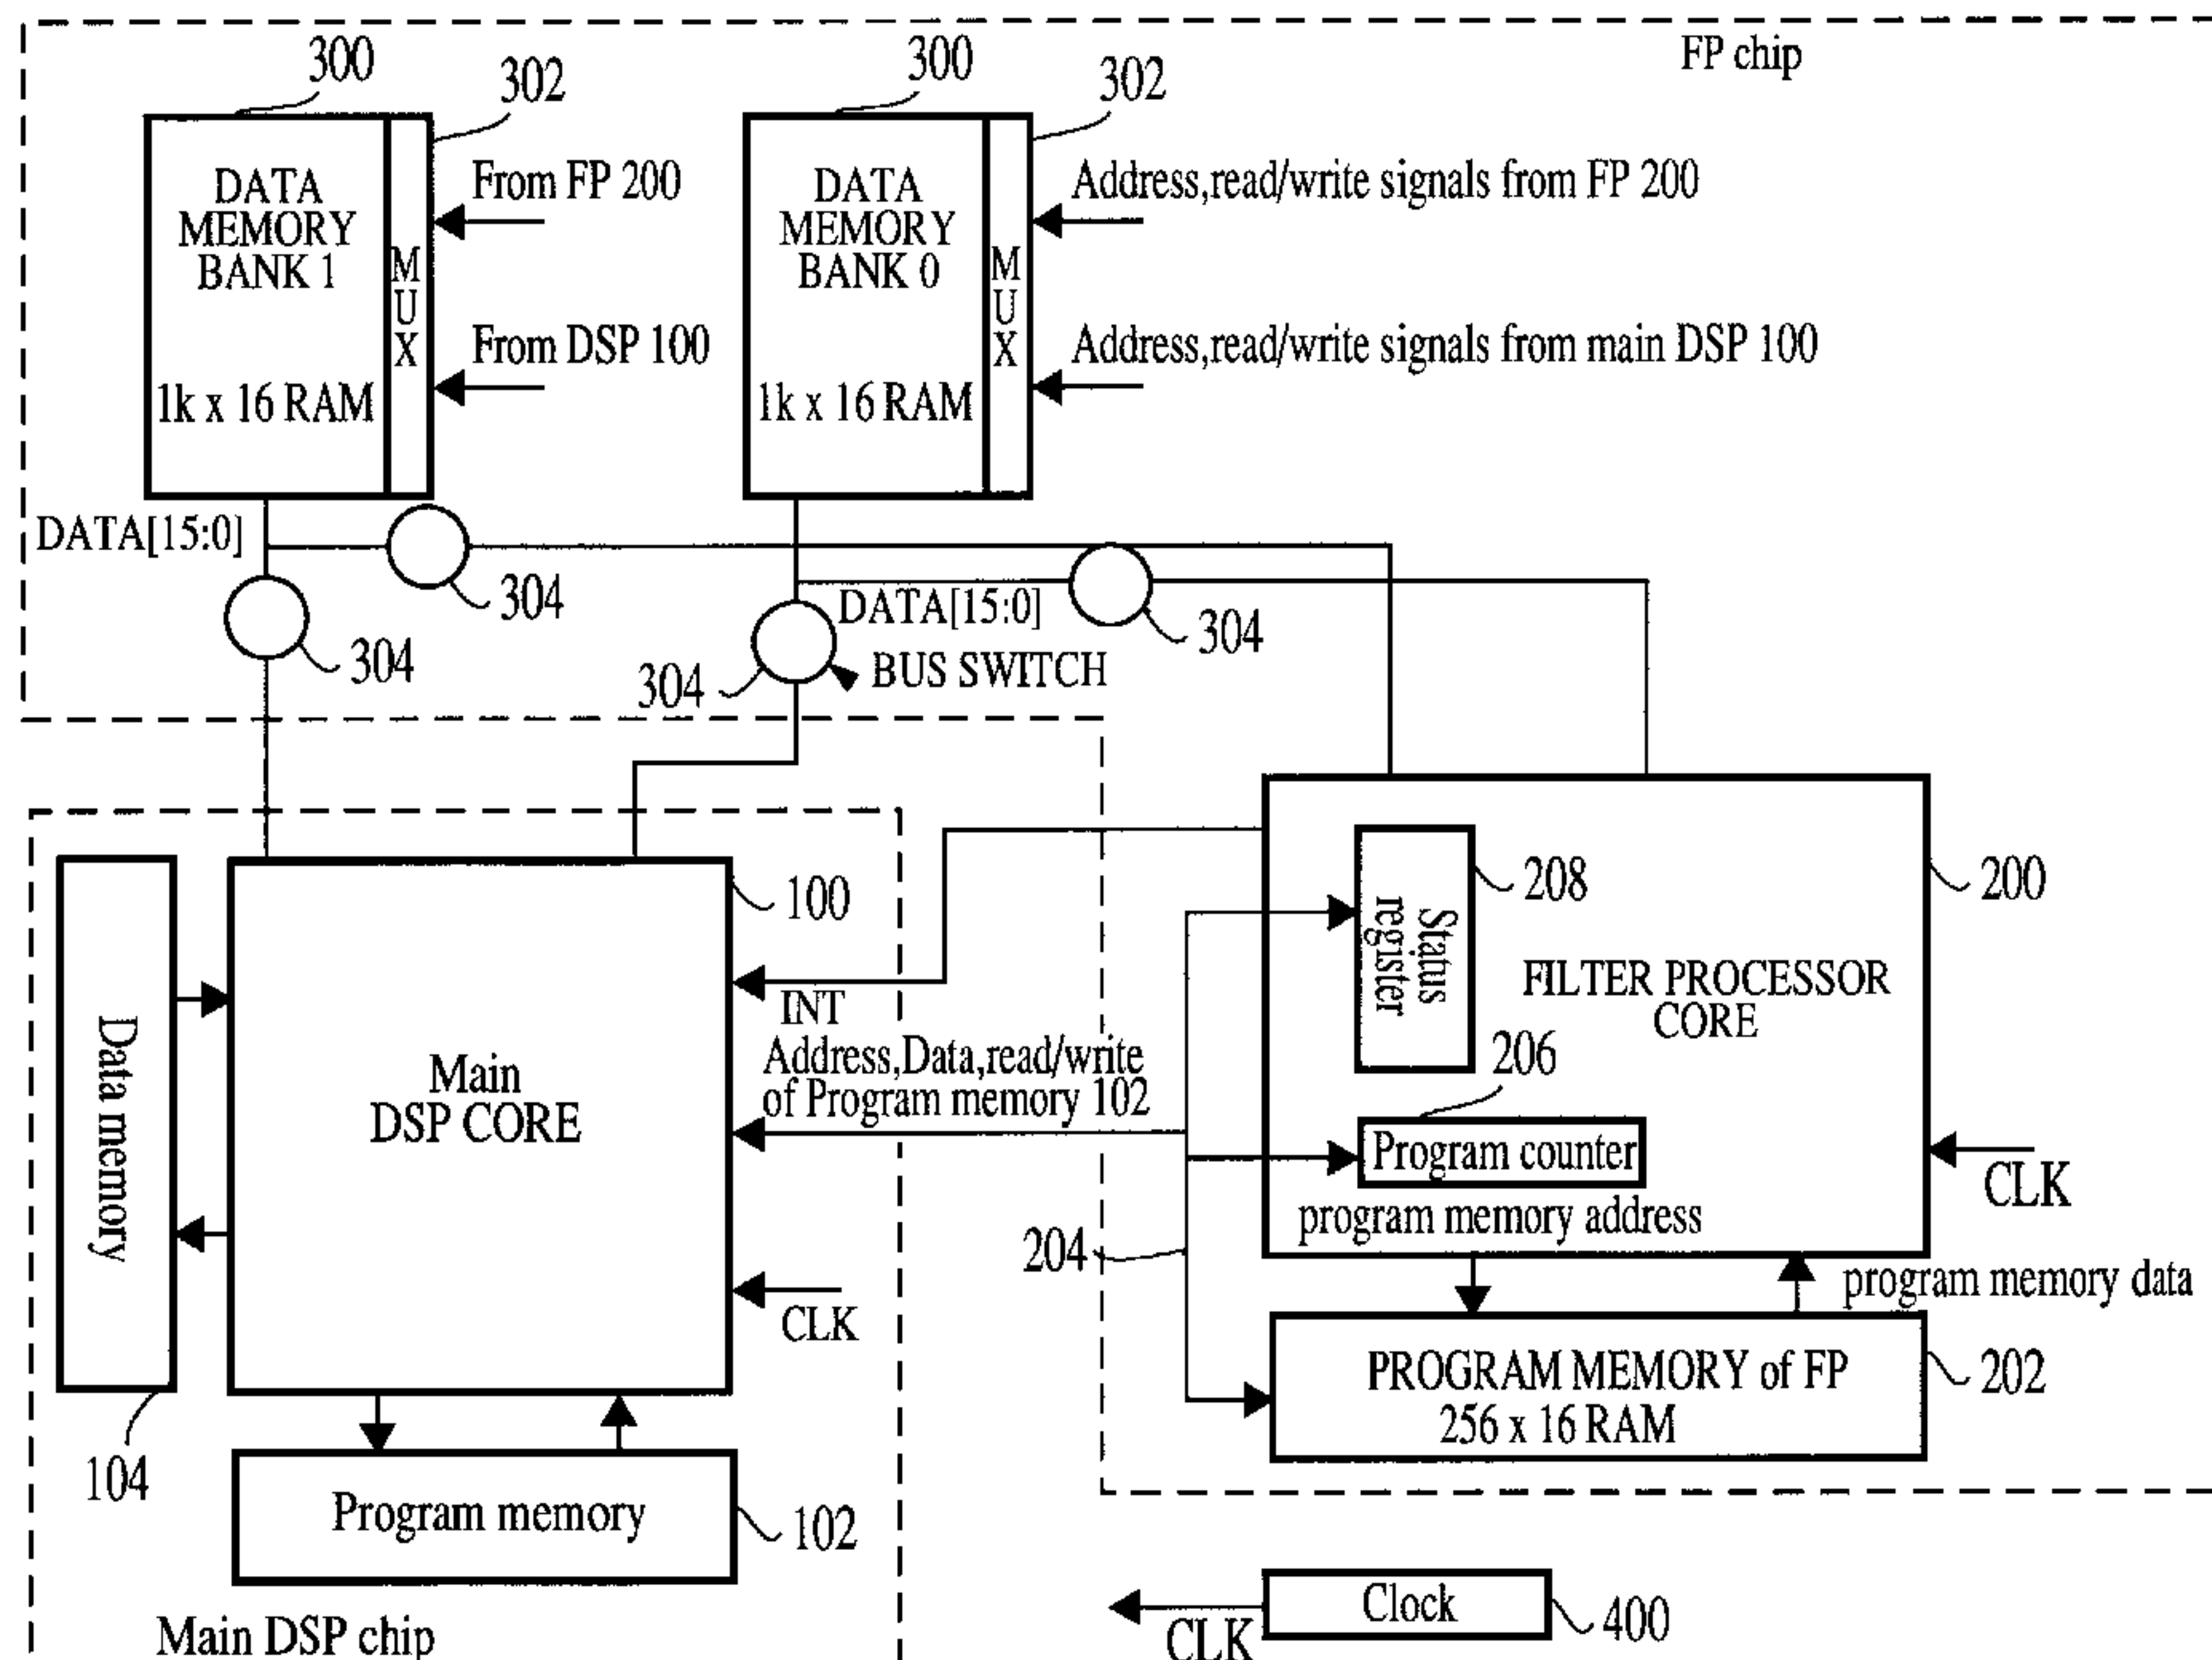 FP chip
300
302
300
302
DATA
MEMORY
BANK 1
1k x 16 RAM
MUX
From FP 200
From DSP 100
DATA
MEMORY
BANK 0
1k x 16 RAM
MUX
Address,read/write signals from FP 200
Address,read/write signals from main DSP 100
DATA[15:0]
304
304
DATA[15:0]
304
304
BUS SWITCH
Data memory
104
Main
DSP CORE
100
INT
Address,Data,read/write
of Program memory 102
CLK
Program memory
102
Main DSP chip
Status
register
208
200
FILTER PROCESSOR
CORE
206
Program counter
program memory address
CLK
204
program memory data
PROGRAM MEMORY of FP
256 x 16 RAM
202
Clock
400
CLK